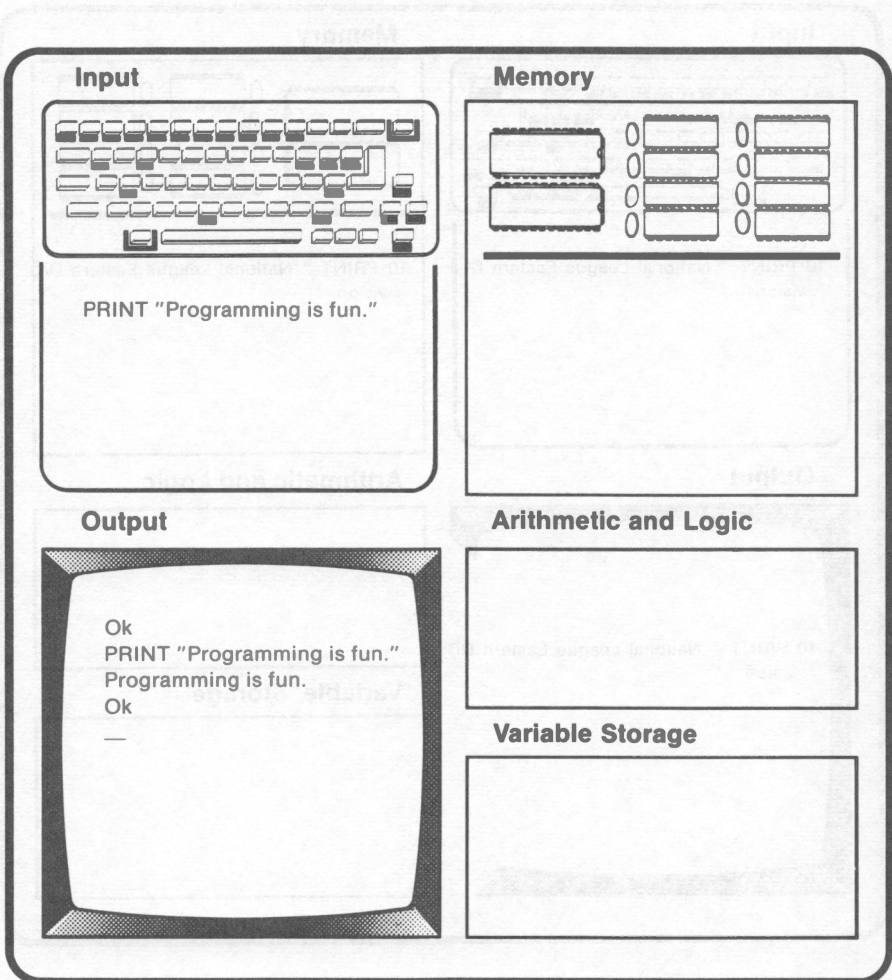 Input
PRINT "Programming is fun."
Memory
Output
Ok
PRINT "Programming is fun."
Programming is fun.
Ok
—
Arithmetic and Logic
Variable Storage